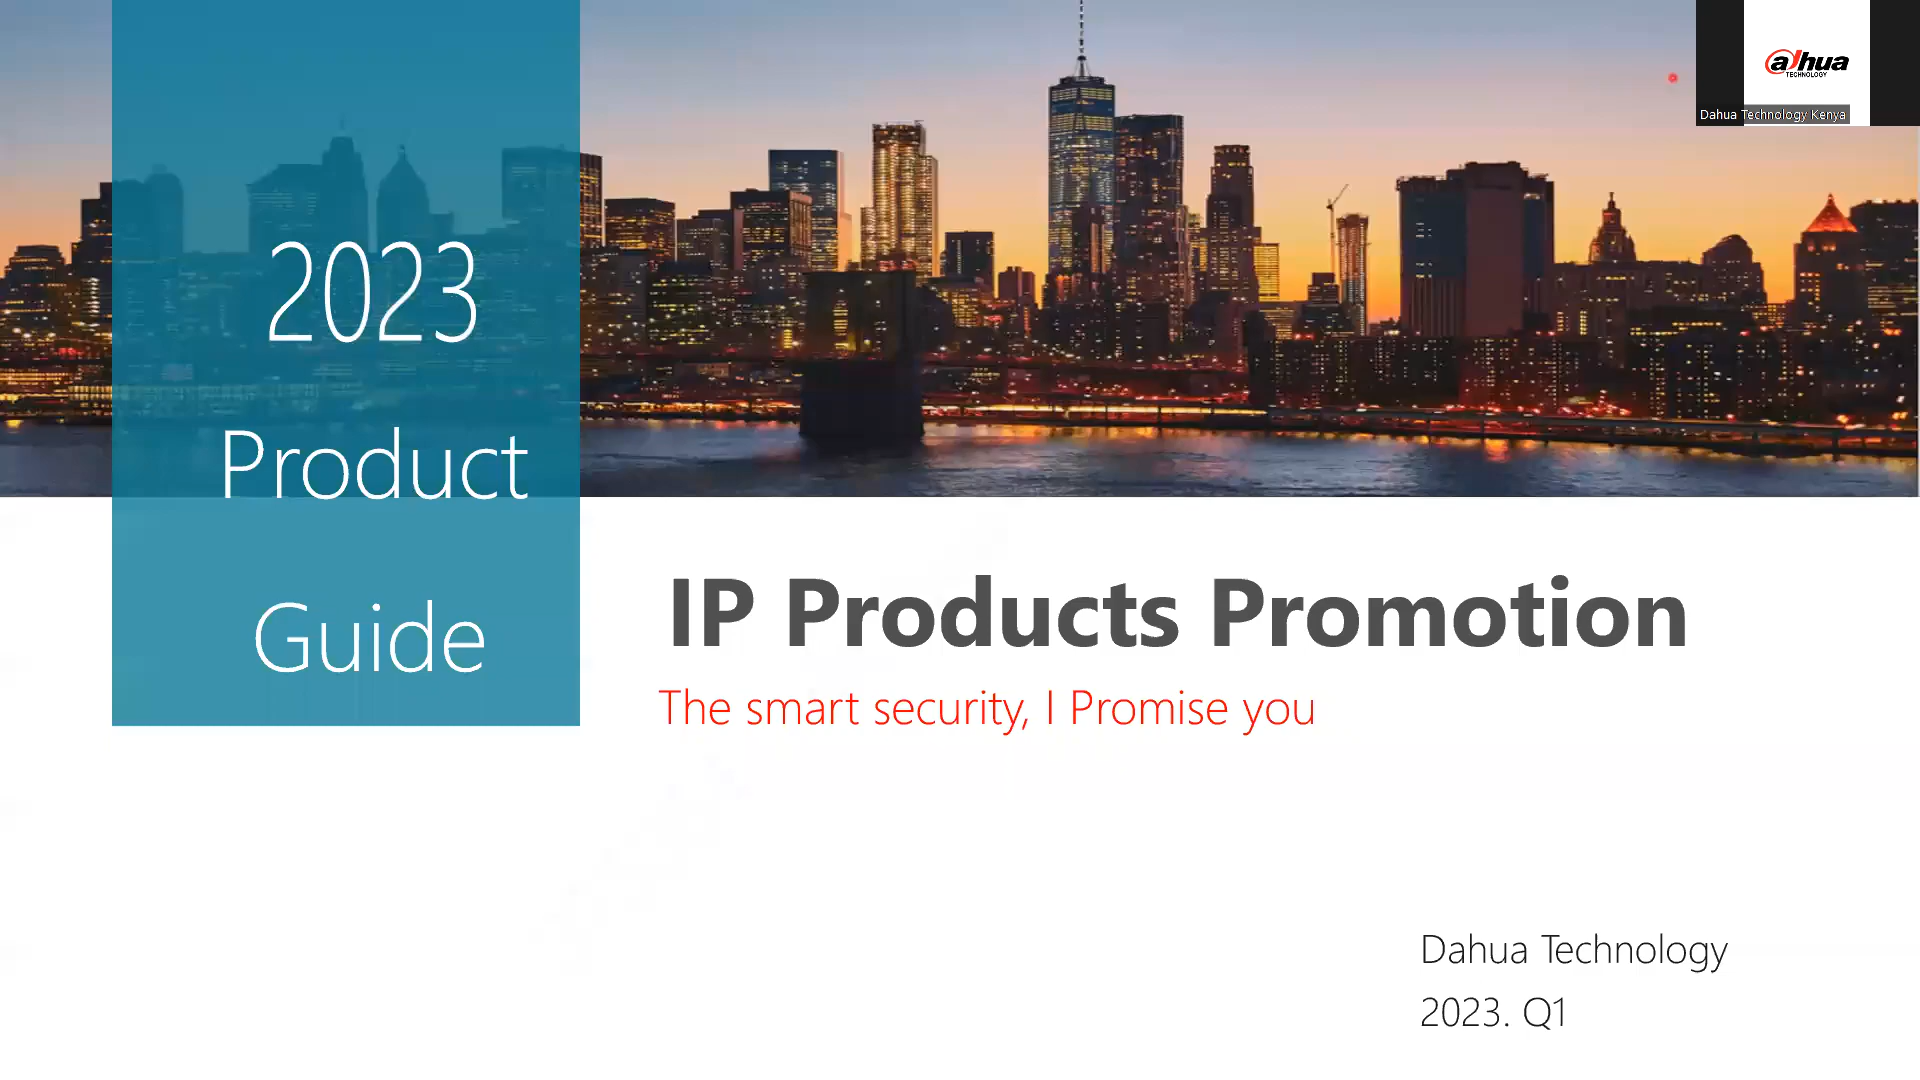 alhua
TECHNOLOGY
Dahua Technology Kenya
2023
Product
Guide
IP Products Promotion
The smart security, I Promise you
Dahua Technology
2023. Q1